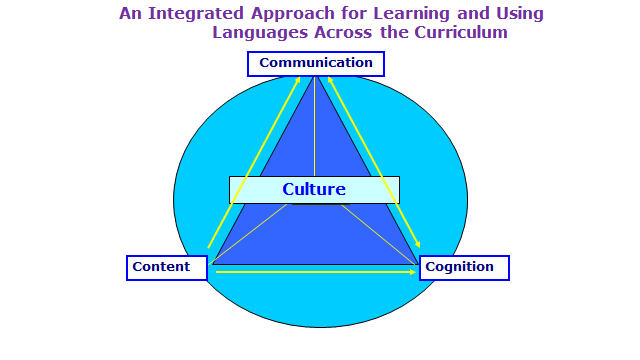 An Integrated Approach for Learning and Using
Languages Across the Curriculum
Communication
Culture
Content
Cognition